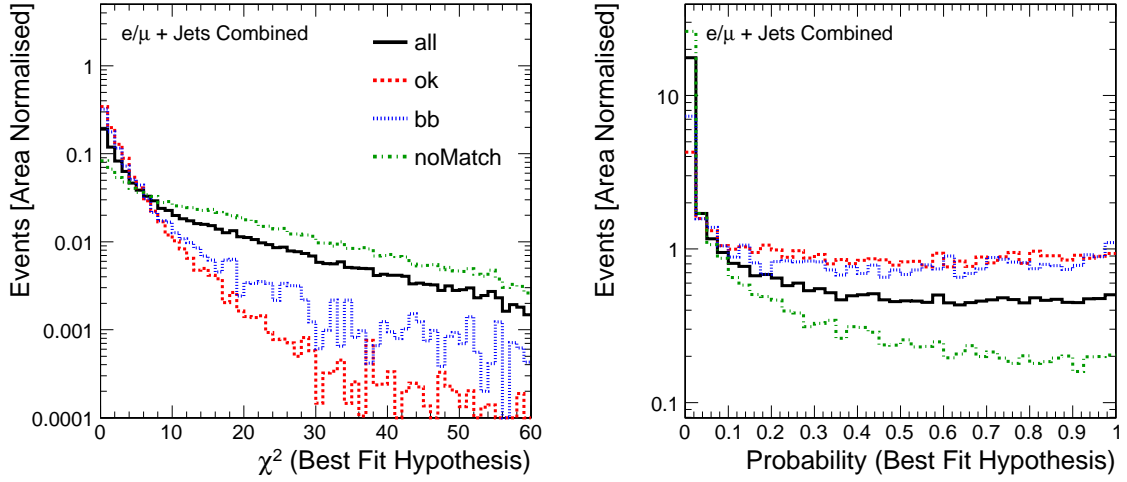 Events [Area Normalised]
e/μ + Jets Combined
all
ok
bb
noMatch
1
0.1
0.01
0.001
0.0001
0 10 20 30 40 50 60
χ² (Best Fit Hypothesis)
Events [Area Normalised]
e/μ + Jets Combined
10
1
0.1
0 0.1 0.2 0.3 0.4 0.5 0.6 0.7 0.8 0.9 1
Probability (Best Fit Hypothesis)